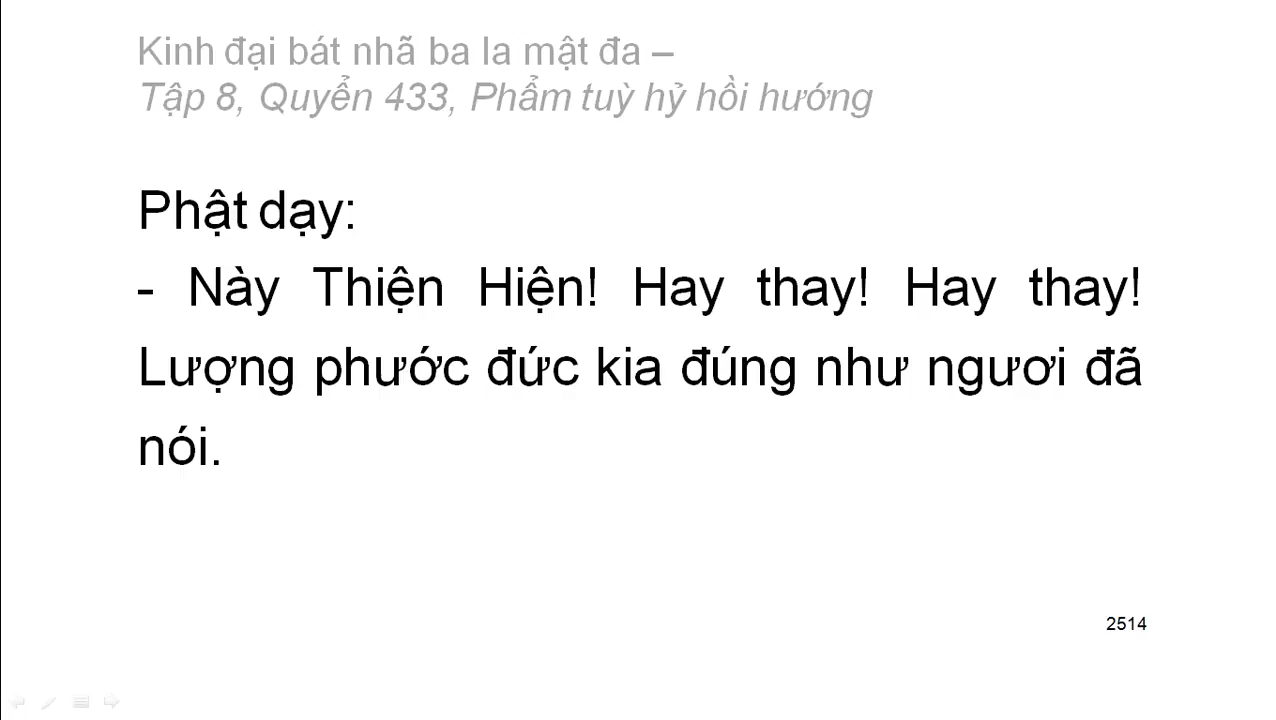 Kinh đại bát nhã ba la mật đa –
Tập 8, Quyển 433, Phẩm tuỳ hỷ hồi hướng
Phật dạy:
- Này Thiện Hiện! Hay thay! Hay thay!
Lượng phước đức kia đúng như ngươi đã
nói.
2514